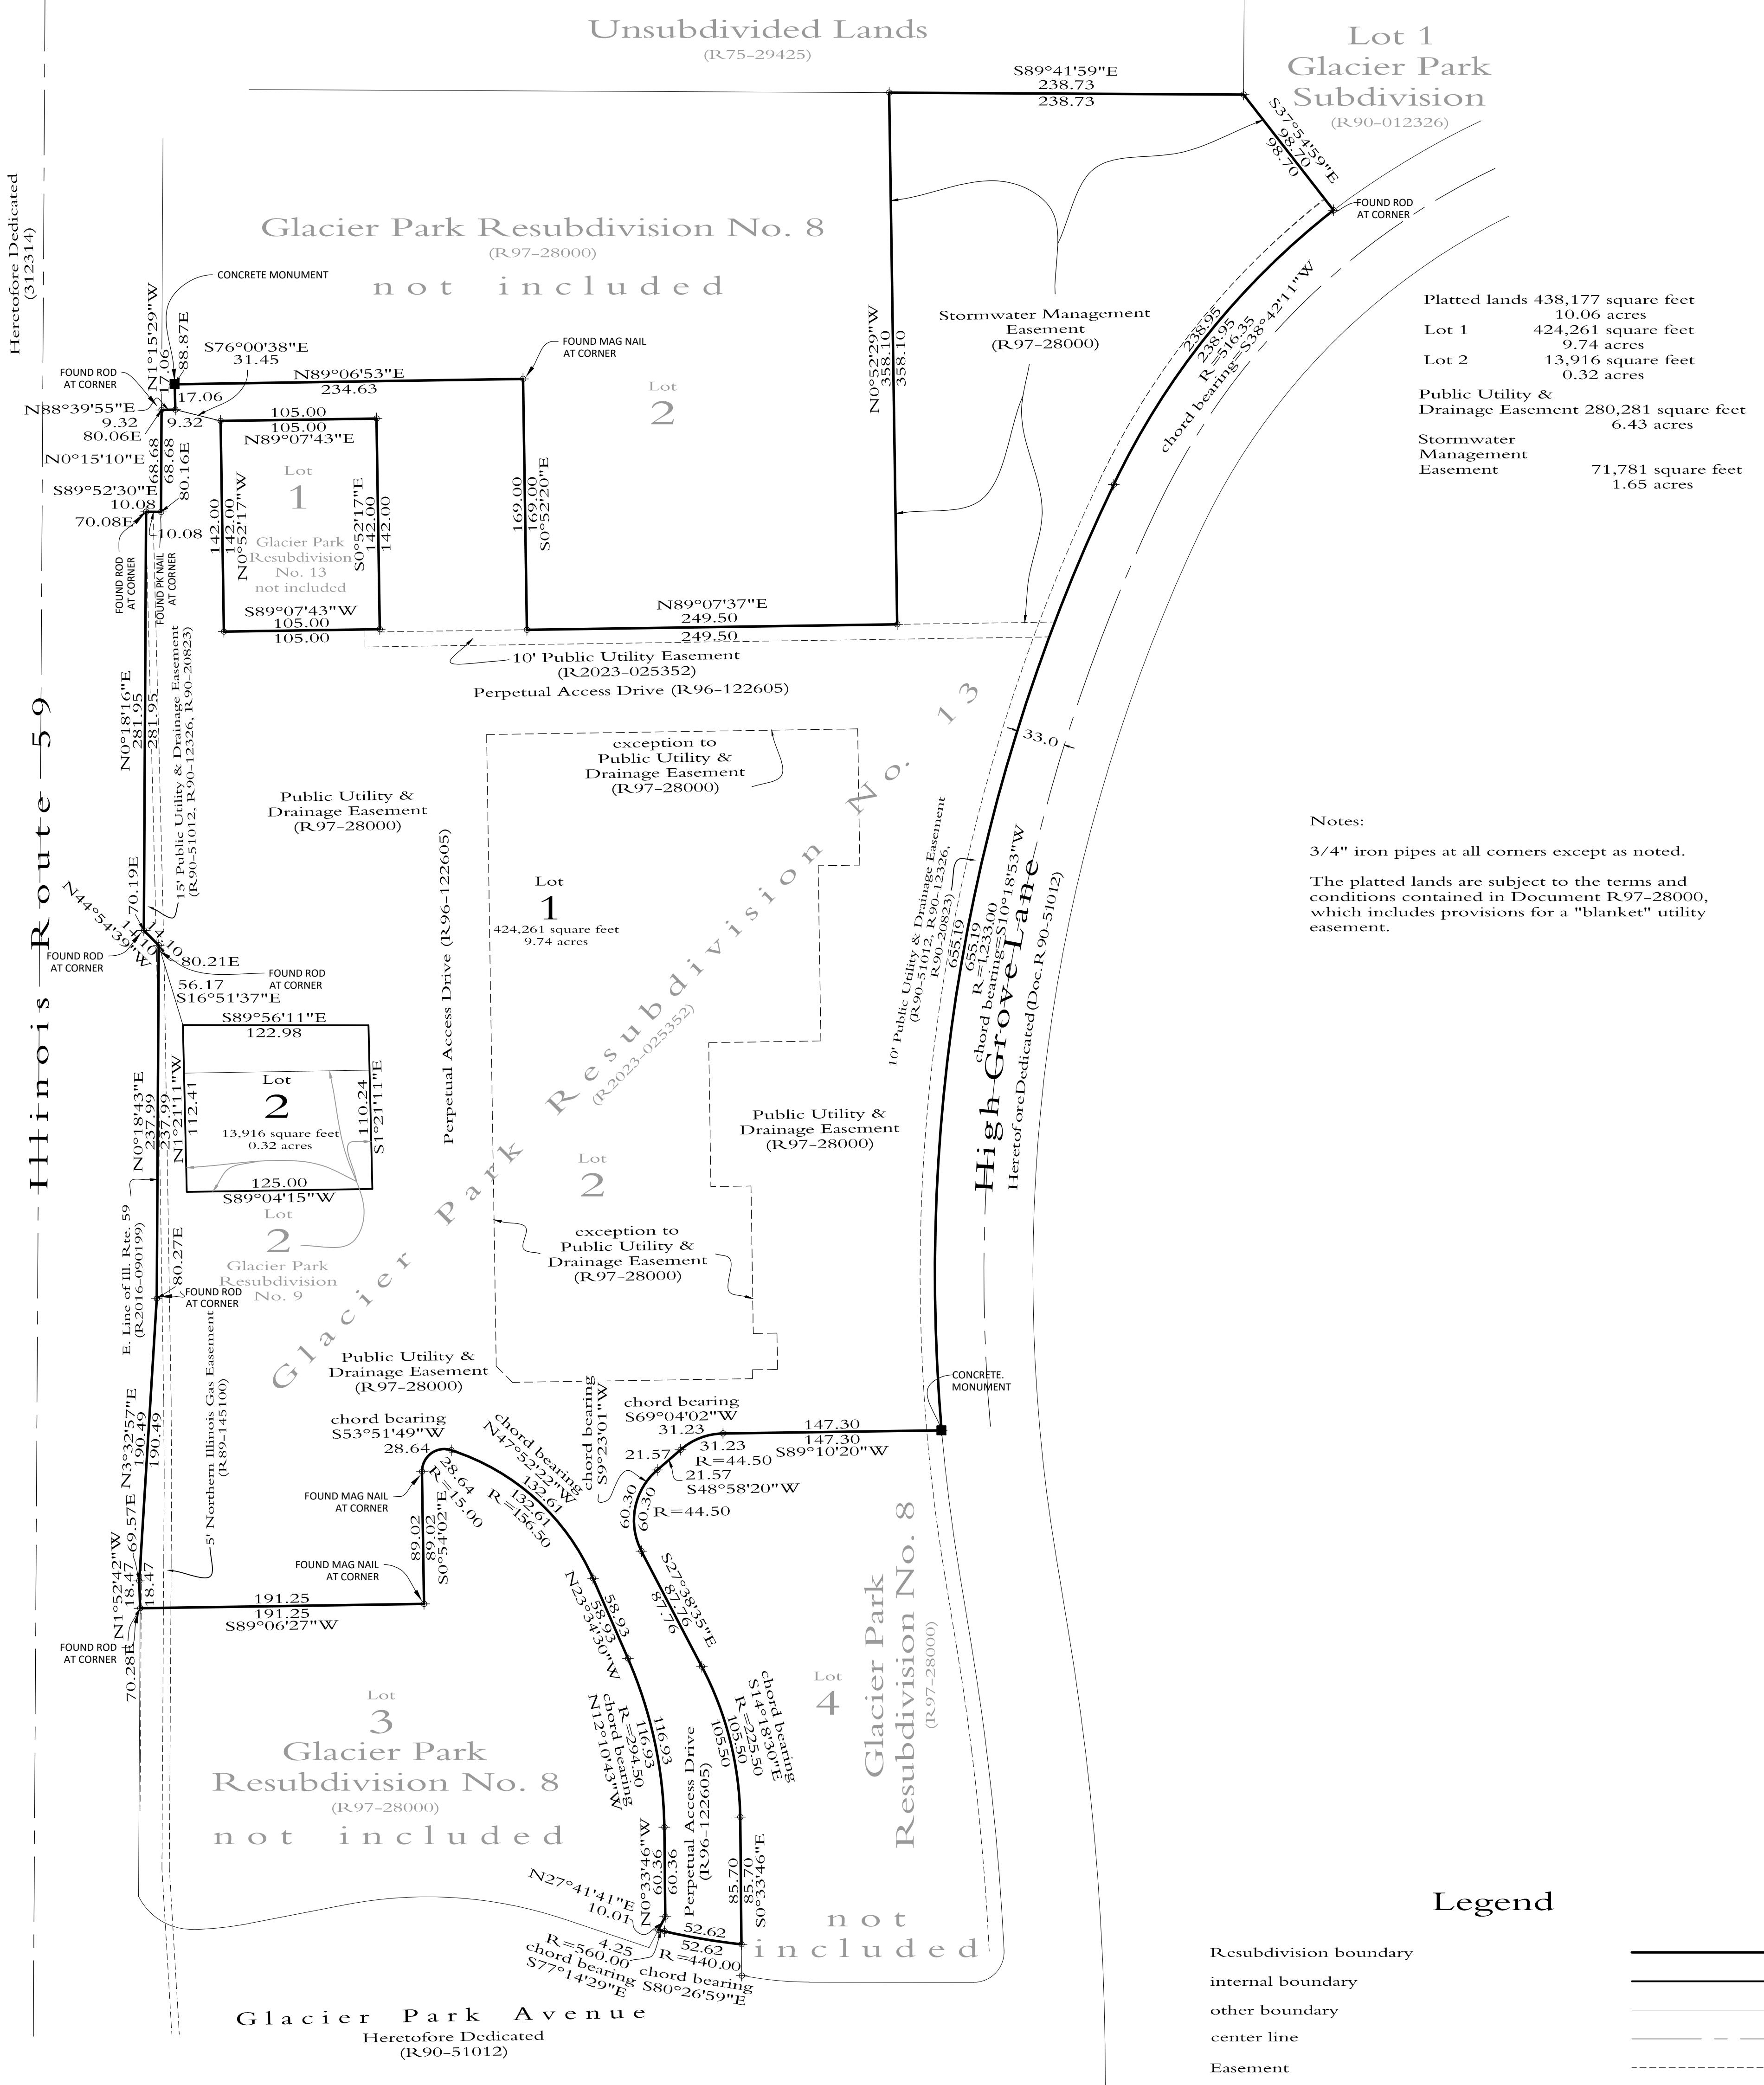 Unsubdivided Lands
(R75-29425)
Lot 1
Glacier Park
Subdivision
(R90-012326)
S89°41'59"E
238.73
238.73
S37°54'59"E
98.70
98.70
FOUND ROD
AT CORNER
Heretofore Dedicated
(312314)
Glacier Park Resubdivision No. 8
(R97-28000)
not included
CONCRETE MONUMENT
N1°15'29"W
17.06
88.87E
S76°00'38"E
31.45
FOUND MAG NAIL
AT CORNER
FOUND ROD
AT CORNER
N89°06'53"E
234.63
17.06
N88°39'55"E
9.32
9.32
80.06E
N0°15'10"E
68.68
68.68
80.16E
S89°52'30"E
10.08
70.08E
10.08
FOUND ROD
AT CORNER
FOUND PK NAIL
AT CORNER
105.00
105.00
N89°07'43"E
Lot
1
Glacier Park
Resubdivision
No. 13
not included
142.00
142.00
N0°52'17"W
S0°52'17"E
142.00
142.00
S89°07'43"W
105.00
105.00
Lot
2
169.00
169.00
S0°52'20"E
N0°52'29"W
358.10
358.10
Stormwater Management
Easement
(R97-28000)
N89°07'37"E
249.50
249.50
238.95
238.95
R=516.35
chord bearing=S38°42'11"W
Platted lands 438,177 square feet
10.06 acres
Lot 1 424,261 square feet
9.74 acres
Lot 2 13,916 square feet
0.32 acres
Public Utility &
Drainage Easement 280,281 square feet
6.43 acres
Stormwater
Management
Easement 71,781 square feet
1.65 acres
10' Public Utility Easement
(R2023-025352)
Perpetual Access Drive (R96-122605)
Illinois Route 59
N0°18'16"E
281.95
281.95
15' Public Utility & Drainage Easement
(R90-51012, R90-12326, R90-20823)
exception to
Public Utility &
Drainage Easement
(R97-28000)
Public Utility &
Drainage Easement
(R97-28000)
Perpetual Access Drive (R96-122605)
Lot
1
424,261 square feet
9.74 acres
Glacier Park Resubdivision No. 13
(R2023-025352)
33.0
10' Public Utility & Drainage Easement
(R90-51012, R90-12326,
R90-20823)
655.19
655.19
R=1,233.00
chord bearing=S10°18'53"W
High Grove Lane
Heretofore Dedicated (Doc. R90-51012)
Notes:
3/4" iron pipes at all corners except as noted.
The platted lands are subject to the terms and
conditions contained in Document R97-28000,
which includes provisions for a "blanket" utility
easement.
70.19E
N44°54'39"W
14.10
14.10
FOUND ROD
AT CORNER
80.21E
FOUND ROD
AT CORNER
56.17
S16°51'37"E
S89°56'11"E
122.98
Lot
2
13,916 square feet
0.32 acres
N0°18'43"E
237.99
237.99
N1°21'11"W
112.41
110.24
S1°21'11"E
125.00
S89°04'15"W
Lot
2
Glacier Park
Resubdivision
No. 9
E. Line of Ill. Rte. 59
(R2016-090199)
80.27E
FOUND ROD
AT CORNER
Lot
2
Public Utility &
Drainage Easement
(R97-28000)
exception to
Public Utility &
Drainage Easement
(R97-28000)
5' Northern Illinois Gas Easement
(R89-145100)
Public Utility &
Drainage Easement
(R97-28000)
N3°32'57"E
190.49
190.49
CONCRETE.
MONUMENT
chord bearing
S53°51'49"W
28.64
28.64
R=15.00
chord bearing
N47°52'22"W
132.61
132.61
R=156.50
chord bearing
S9°23'01"W
chord bearing
S69°04'02"W
31.23
31.23
R=44.50
147.30
147.30
S89°10'20"W
21.57
21.57
S48°58'20"W
60.30
60.30
R=44.50
FOUND MAG NAIL
AT CORNER
89.02
89.02
S0°54'02"E
FOUND MAG NAIL
AT CORNER
N1°52'42"W
18.47
18.47
69.57E
191.25
191.25
S89°06'27"W
FOUND ROD
AT CORNER
70.28E
N23°34'30"W
58.93
58.93
S27°38'35"E
87.76
87.76
Lot
3
Glacier Park
Resubdivision No. 8
(R97-28000)
not included
chord bearing
N12°10'43"W
R=294.50
116.93
116.93
chord bearing
S14°18'30"E
R=225.50
105.50
105.50
Lot
4
Glacier Park
Resubdivision No. 8
(R97-28000)
not
included
Perpetual Access Drive
(R96-122605)
N0°33'46"W
60.36
60.36
85.70
85.70
S0°33'46"E
N27°41'41"E
10.01
4.25
R=560.00
chord bearing
S77°14'29"E
52.62
52.62
R=440.00
chord bearing
S80°26'59"E
Glacier Park Avenue
Heretofore Dedicated
(R90-51012)
Legend
Resubdivision boundary
internal boundary
other boundary
center line
Easement